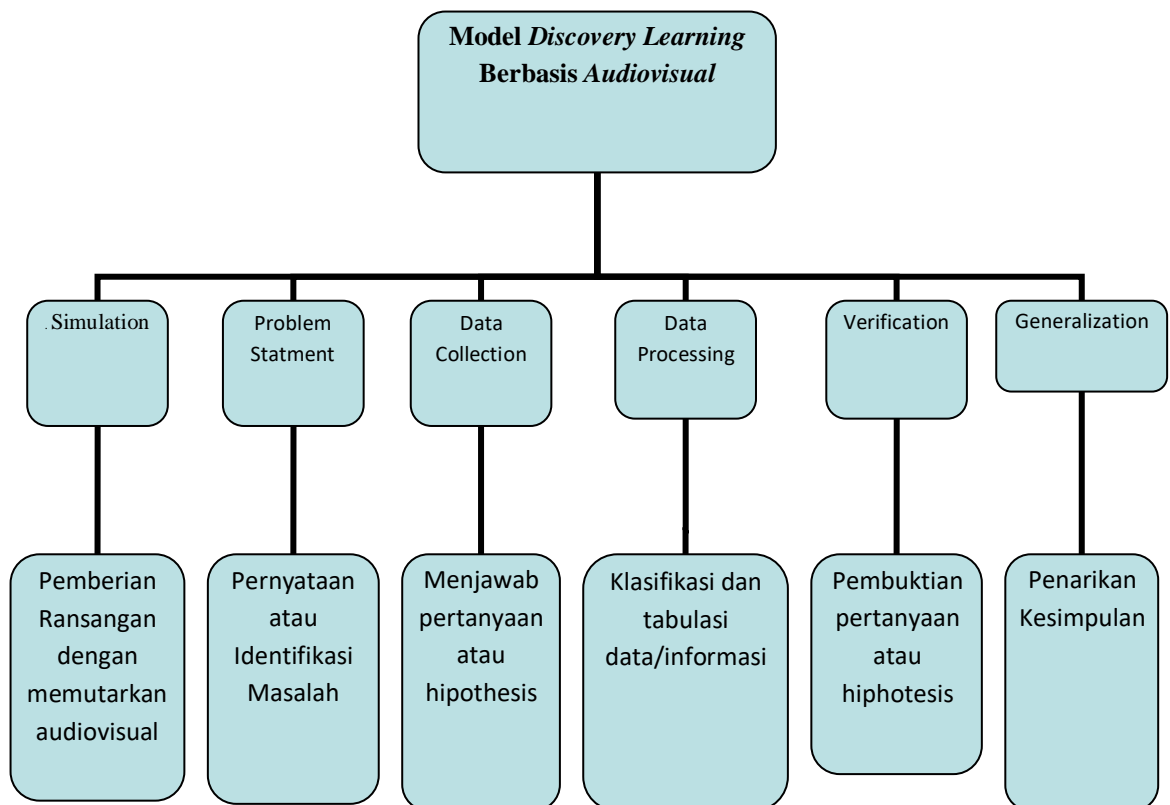 Model Discovery Learning
Berbasis Audiovisual
. Simulation
Problem
Statment
Data
Collection
Data
Processing
Verification
Generalization
Pemberian
Ransangan
dengan
memutarkan
audiovisual
Pernyataan
atau
Identifikasi
Masalah
Menjawab
pertanyaan
atau
hipothesis
Klasifikasi dan
tabulasi
data/informasi
Pembuktian
pertanyaan
atau
hiphotesis
Penarikan
Kesimpulan